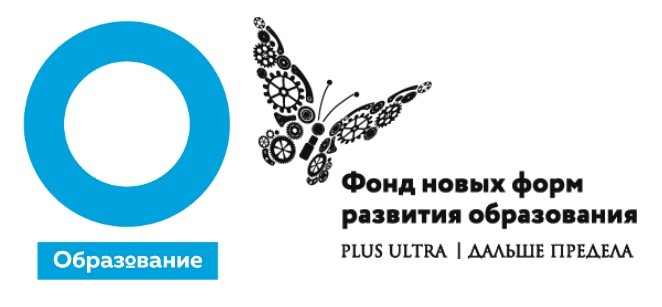 Образование
Фонд новых форм
развития образования
PLUS ULTRA | ДАЛЬШЕ ПРЕДЕЛА